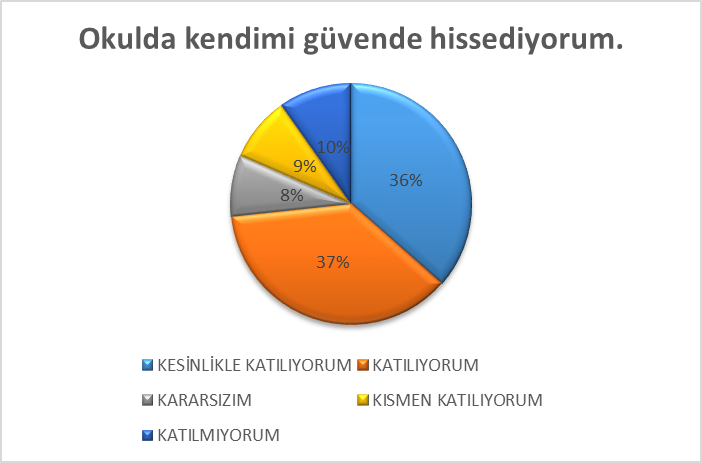 Okulda kendimi güvende hissediyorum.
10%
9%
36%
8%
37%
KESİNLİKLE KATILIYORUM KATILIYORUM
KARARSIZIM KISMEN KATILIYORUM
KATILMIYORUM